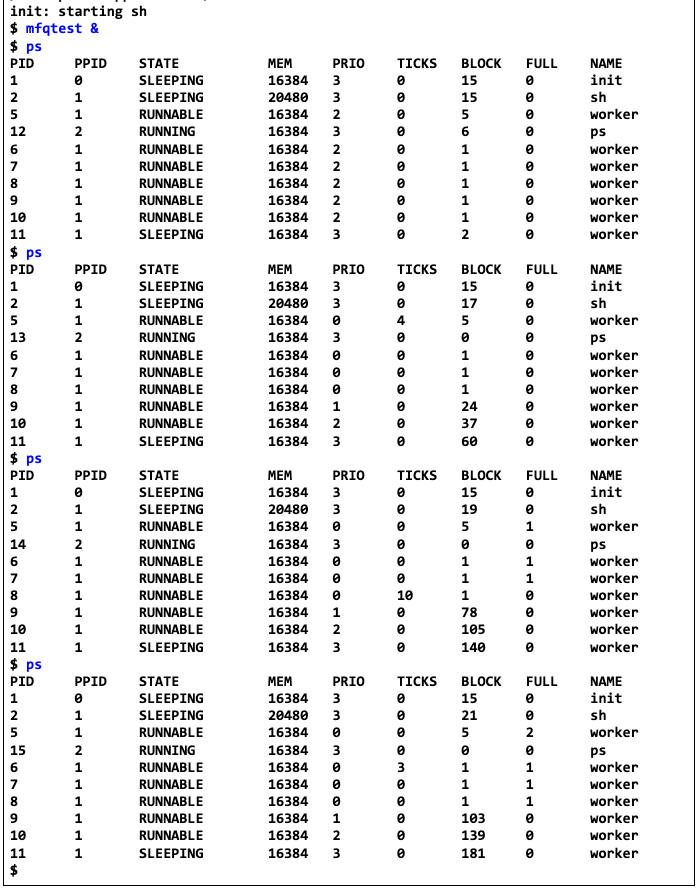 init: starting sh
$ mfqtest &
$ ps
PID PPID STATE MEM PRIO TICKS BLOCK FULL NAME
1 0 SLEEPING 16384 3 0 15 0 init
2 1 SLEEPING 20480 3 0 15 0 sh
5 1 RUNNABLE 16384 2 0 5 0 worker
12 2 RUNNING 16384 3 0 6 0 ps
6 1 RUNNABLE 16384 2 0 1 0 worker
7 1 RUNNABLE 16384 2 0 1 0 worker
8 1 RUNNABLE 16384 2 0 1 0 worker
9 1 RUNNABLE 16384 2 0 1 0 worker
10 1 RUNNABLE 16384 2 0 1 0 worker
11 1 SLEEPING 16384 3 0 2 0 worker
$ ps
PID PPID STATE MEM PRIO TICKS BLOCK FULL NAME
1 0 SLEEPING 16384 3 0 15 0 init
2 1 SLEEPING 20480 3 0 17 0 sh
5 1 RUNNABLE 16384 0 4 5 0 worker
13 2 RUNNING 16384 3 0 0 0 ps
6 1 RUNNABLE 16384 0 0 1 0 worker
7 1 RUNNABLE 16384 0 0 1 0 worker
8 1 RUNNABLE 16384 0 0 1 0 worker
9 1 RUNNABLE 16384 1 0 24 0 worker
10 1 RUNNABLE 16384 2 0 37 0 worker
11 1 SLEEPING 16384 3 0 60 0 worker
$ ps
PID PPID STATE MEM PRIO TICKS BLOCK FULL NAME
1 0 SLEEPING 16384 3 0 15 0 init
2 1 SLEEPING 20480 3 0 19 0 sh
5 1 RUNNABLE 16384 0 0 5 1 worker
14 2 RUNNING 16384 3 0 0 0 ps
6 1 RUNNABLE 16384 0 0 1 1 worker
7 1 RUNNABLE 16384 0 0 1 1 worker
8 1 RUNNABLE 16384 0 10 1 0 worker
9 1 RUNNABLE 16384 1 0 78 0 worker
10 1 RUNNABLE 16384 2 0 105 0 worker
11 1 SLEEPING 16384 3 0 140 0 worker
$ ps
PID PPID STATE MEM PRIO TICKS BLOCK FULL NAME
1 0 SLEEPING 16384 3 0 15 0 init
2 1 SLEEPING 20480 3 0 21 0 sh
5 1 RUNNABLE 16384 0 0 5 2 worker
15 2 RUNNING 16384 3 0 0 0 ps
6 1 RUNNABLE 16384 0 3 1 1 worker
7 1 RUNNABLE 16384 0 0 1 1 worker
8 1 RUNNABLE 16384 0 0 1 1 worker
9 1 RUNNABLE 16384 1 0 103 0 worker
10 1 RUNNABLE 16384 2 0 139 0 worker
11 1 SLEEPING 16384 3 0 181 0 worker
$